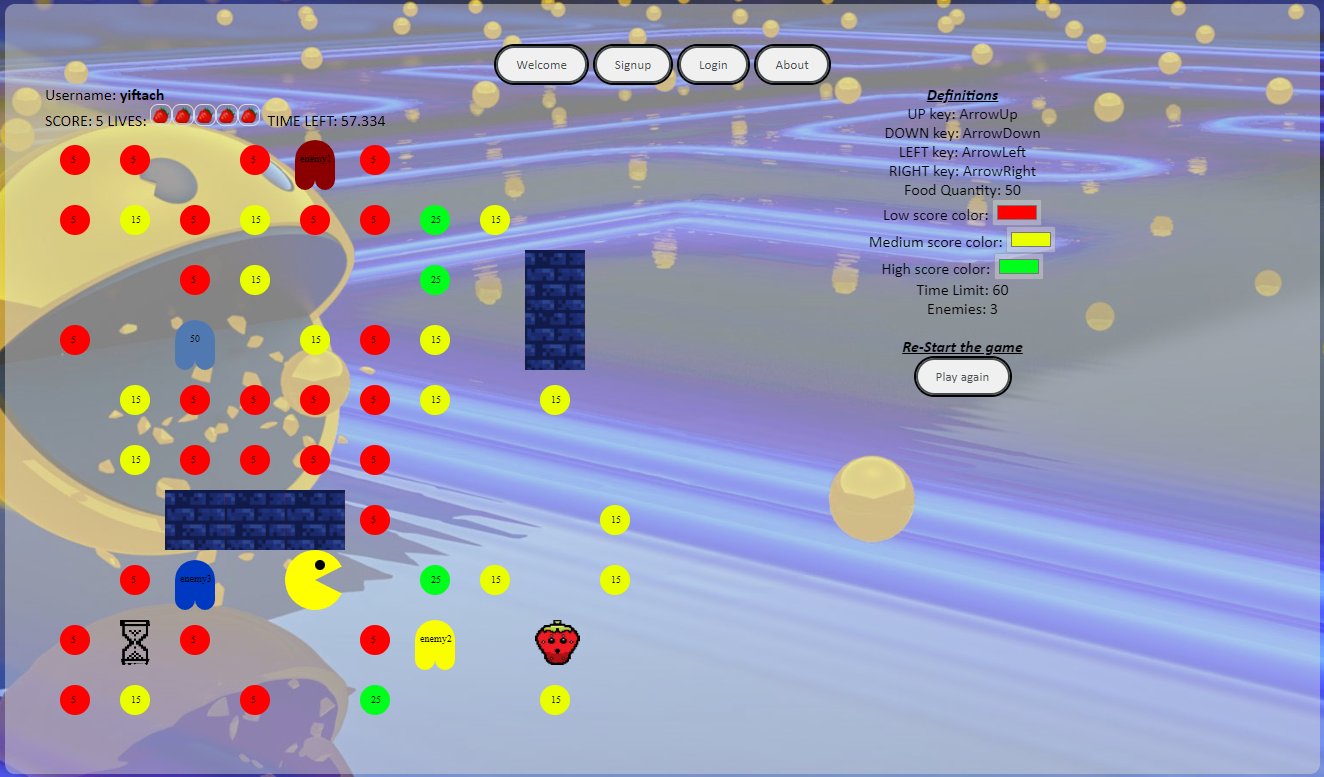 Welcome Signup Login About
Username: yiftach
SCORE: 5 LIVES: TIME LEFT: 57.334
Definitions
UP key: ArrowUp
DOWN key: ArrowDown
LEFT key: ArrowLeft
RIGHT key: ArrowRight
Food Quantity: 50
Low score color:
Medium score color:
High score color:
Time Limit: 60
Enemies: 3
Re-Start the game
Play again
5 5 5 enemy1 5
5 15 5 15 5 5 25 15
5 15 25
5 50 15 5 15
15 5 5 5 5 15 15
15 5 5 5 5
5 15
5 enemy3 25 15 15
5 5 5 enemy2
5 15 5 25 15